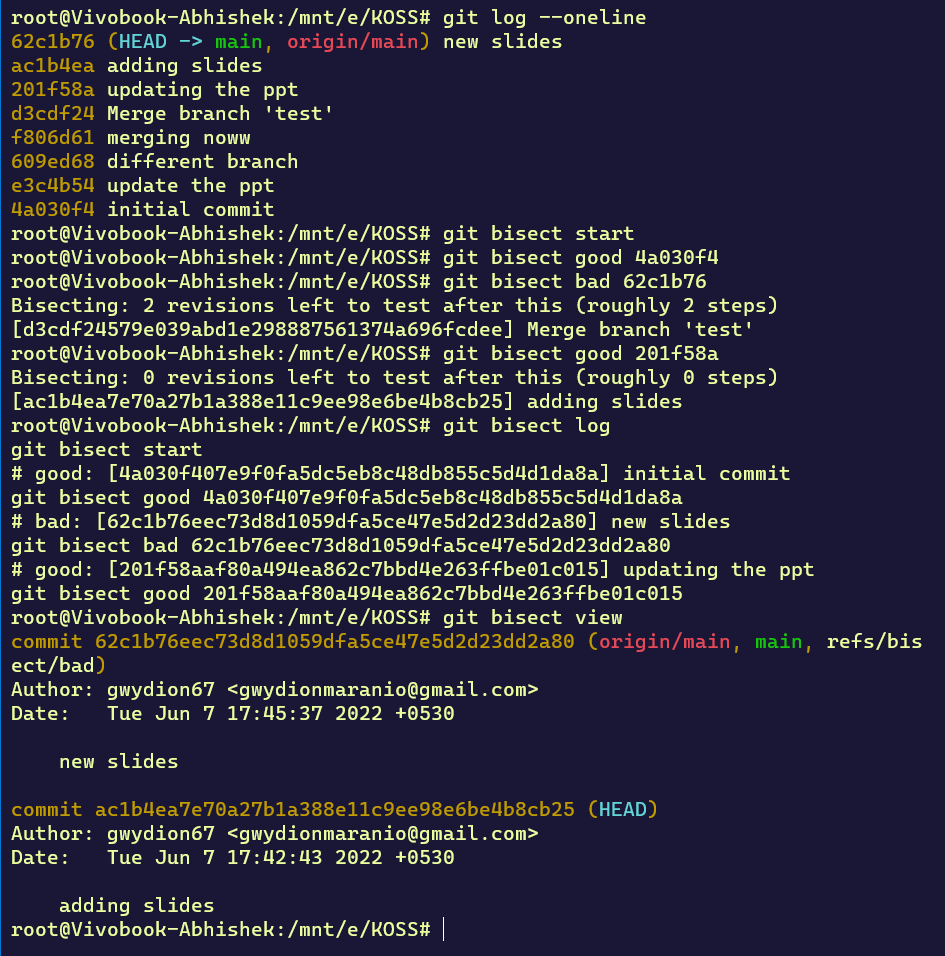 root@Vivobook-Abhishek:/mnt/e/KOSS# git log --oneline
62c1b76 (HEAD -> main, origin/main) new slides
ac1b4ea adding slides
201f58a updating the ppt
d3cdf24 Merge branch 'test'
f806d61 merging noww
609ed68 different branch
e3c4b54 update the ppt
4a030f4 initial commit
root@Vivobook-Abhishek:/mnt/e/KOSS# git bisect start
root@Vivobook-Abhishek:/mnt/e/KOSS# git bisect good 4a030f4
root@Vivobook-Abhishek:/mnt/e/KOSS# git bisect bad 62c1b76
Bisecting: 2 revisions left to test after this (roughly 2 steps)
[d3cdf24579e039abd1e298887561374a696fcdee] Merge branch 'test'
root@Vivobook-Abhishek:/mnt/e/KOSS# git bisect good 201f58a
Bisecting: 0 revisions left to test after this (roughly 0 steps)
[ac1b4ea7e70a27b1a388e11c9ee98e6be4b8cb25] adding slides
root@Vivobook-Abhishek:/mnt/e/KOSS# git bisect log
git bisect start
# good: [4a030f407e9f0fa5dc5eb8c48db855c5d4d1da8a] initial commit
git bisect good 4a030f407e9f0fa5dc5eb8c48db855c5d4d1da8a
# bad: [62c1b76eec73d8d1059dfa5ce47e5d2d23dd2a80] new slides
git bisect bad 62c1b76eec73d8d1059dfa5ce47e5d2d23dd2a80
# good: [201f58aaf80a494ea862c7bbd4e263ffbe01c015] updating the ppt
git bisect good 201f58aaf80a494ea862c7bbd4e263ffbe01c015
root@Vivobook-Abhishek:/mnt/e/KOSS# git bisect view
commit 62c1b76eec73d8d1059dfa5ce47e5d2d23dd2a80 (origin/main, main, refs/bis
ect/bad)
Author: gwydion67 <gwydionmaranio@gmail.com>
Date:   Tue Jun 7 17:45:37 2022 +0530
    new slides
commit ac1b4ea7e70a27b1a388e11c9ee98e6be4b8cb25 (HEAD)
Author: gwydion67 <gwydionmaranio@gmail.com>
Date:   Tue Jun 7 17:42:43 2022 +0530
    adding slides
root@Vivobook-Abhishek:/mnt/e/KOSS#